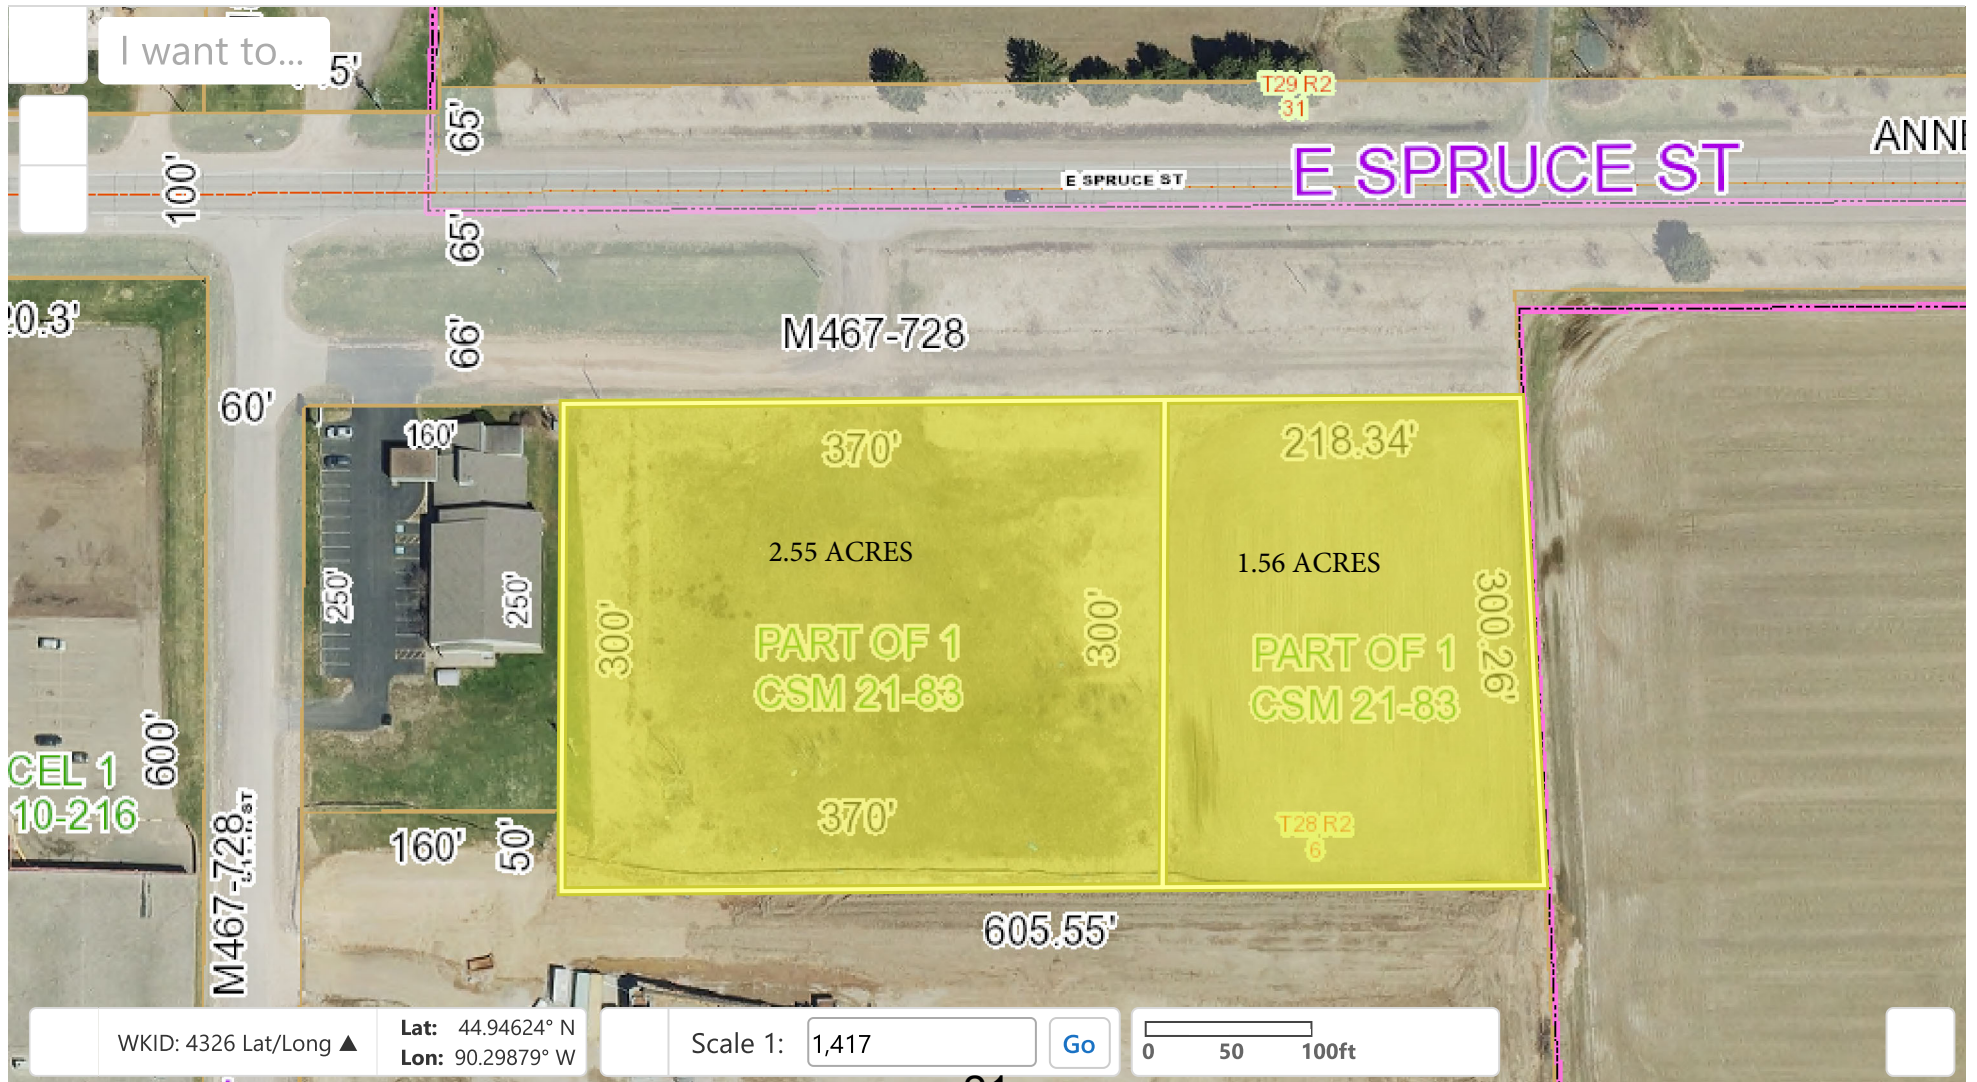 I want to...
.5'
65'
T29 R2
31
ANNE
100'
E SPRUCE ST
E SPRUCE ST
65'
20.3'
66'
M467-728
60'
160'
370'
218.34'
2.55 ACRES
1.56 ACRES
250'
250'
300'
300'
300.26'
PART OF 1
CSM 21-83
PART OF 1
CSM 21-83
600'
CEL 1
10-216
M467-728
ST
370'
T28 R2
6
160'
50'
605.55'
WKID: 4326 Lat/Long ▲
Lat: 44.94624° N
Lon: 90.29879° W
Scale 1:
1,417
Go
0 50 100ft